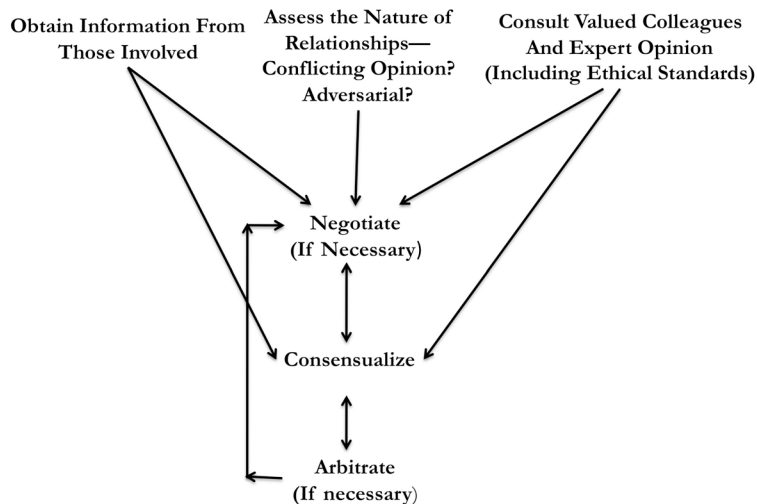 Obtain Information From
Those Involved
Assess the Nature of
Relationships—
Conflicting Opinion?
Adversarial?
Consult Valued Colleagues
And Expert Opinion
(Including Ethical Standards)
Negotiate
(If Necessary)
Consensualize
Arbitrate
(If necessary)